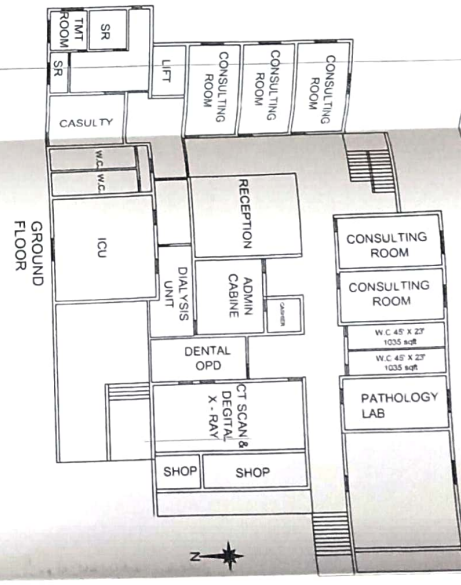 TMT
ROOM
SR
SR
LIFT
CASULTY
CONSULTING
ROOM
CONSULTING
ROOM
CONSULTING
ROOM
W.C.
W.C.
ICU
RECEPTION
ADMIN
CABINE
CASHIER
DIALYSIS
UNIT
DENTAL
OPD
CT SCAN &
DEGITAL
X - RAY
SHOP
SHOP
CONSULTING
ROOM
CONSULTING
ROOM
W.C 45' X 23'
1035 sqft
W.C 45' X 23'
1035 sqft
PATHOLOGY
LAB
GROUND
FLOOR
N